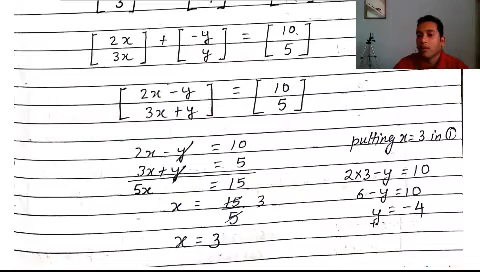 3
[2x 3x] + [-y y] = [10 5]
[2x - y 3x + y] = [10 5]
2x - y = 10
3x + y = 5
5x = 15
x = 15 3
5
x = 3
putting x = 3 in ①
2×3 - y = 10
6 - y = 10
y = -4